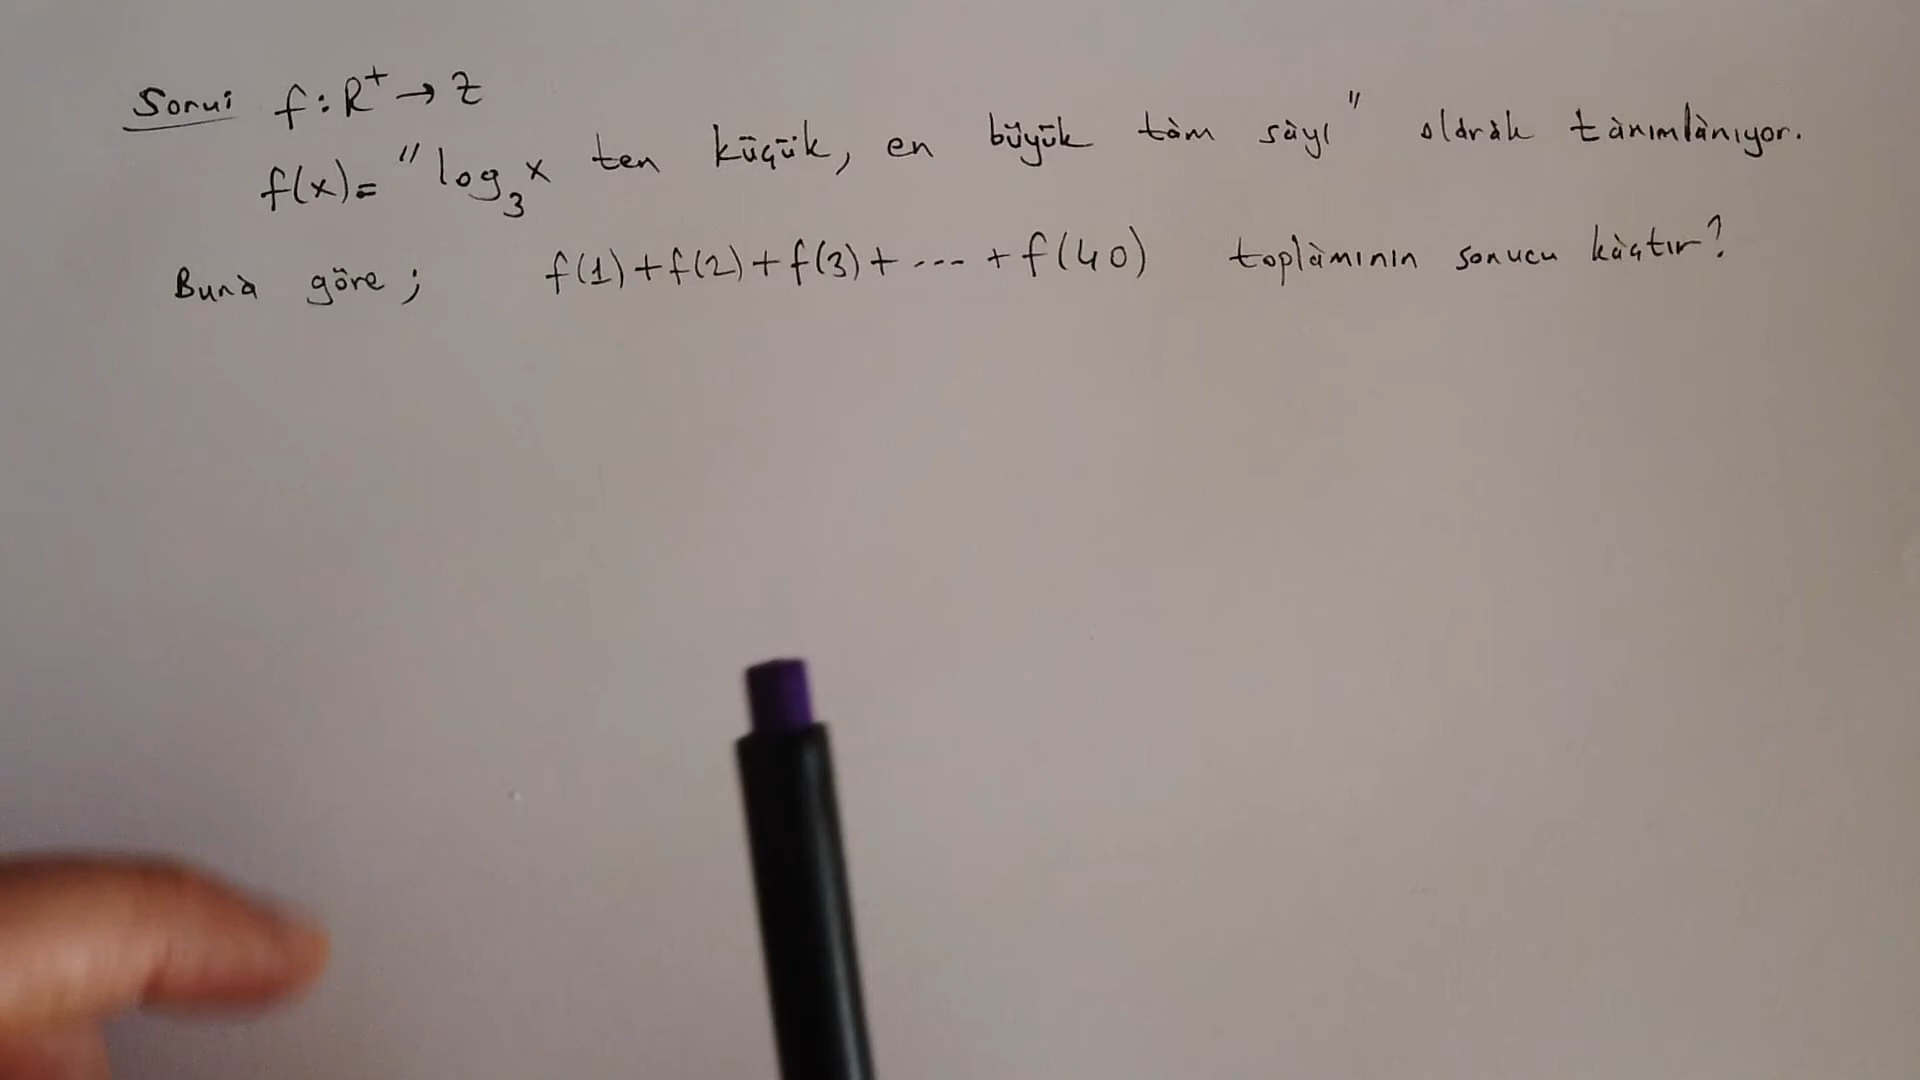 Soru: f:R⁺→Z
f(x)= "log₃x ten küçük, en büyük tam sayı" olarak tanımlanıyor.
Buna göre; f(1)+f(2)+f(3)+ --- +f(40) toplamının sonucu kaçtır?